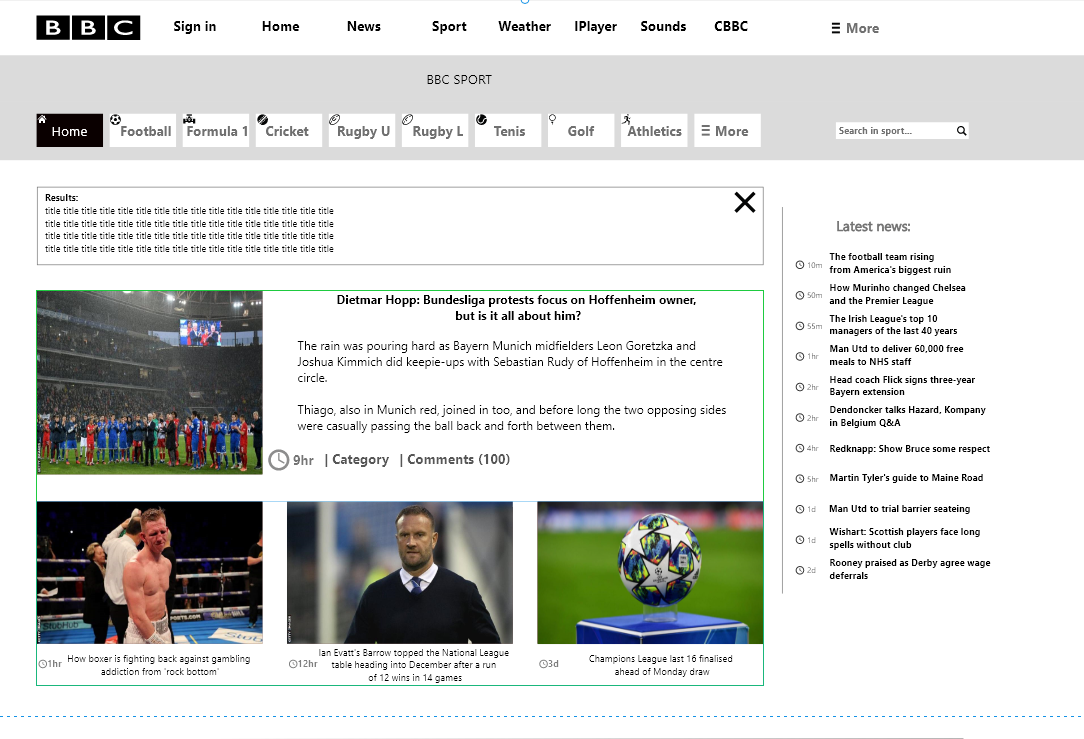 BBC
Sign in Home News Sport Weather IPlayer Sounds CBBC More
BBC SPORT
Home Football Formula 1 Cricket Rugby U Rugby L Tenis Golf Athletics More
Search in sport...
Results:
title title title title title title title title title title title title title title title title
title title title title title title title title title title title title title title title title
title title title title title title title title title title title title title title title title
title title title title title title title title title title title title title title title title
Dietmar Hopp: Bundesliga protests focus on Hoffenheim owner,
but is it all about him?
The rain was pouring hard as Bayern Munich midfielders Leon Goretzka and
Joshua Kimmich did keepie-ups with Sebastian Rudy of Hoffenheim in the centre
circle.
Thiago, also in Munich red, joined in too, and before long the two opposing sides
were casually passing the ball back and forth between them.
9hr | Category | Comments (100)
StubHub
1hr
How boxer is fighting back against gambling
addiction from 'rock bottom'
12hr
Ian Evatt's Barrow topped the National League
table heading into December after a run
of 12 wins in 14 games
3d
Champions League last 16 finalised
ahead of Monday draw
Latest news:
10m
The football team rising
from America's biggest ruin
50m
How Murinho changed Chelsea
and the Premier League
55m
The Irish League's top 10
managers of the last 40 years
1hr
Man Utd to deliver 60,000 free
meals to NHS staff
2hr
Head coach Flick signs three-year
Bayern extension
2hr
Dendoncker talks Hazard, Kompany
in Belgium Q&A
4hr
Redknapp: Show Bruce some respect
5hr
Martin Tyler's guide to Maine Road
1d
Man Utd to trial barrier seateing
1d
Wishart: Scottish players face long
spells without club
2d
Rooney praised as Derby agree wage
deferrals